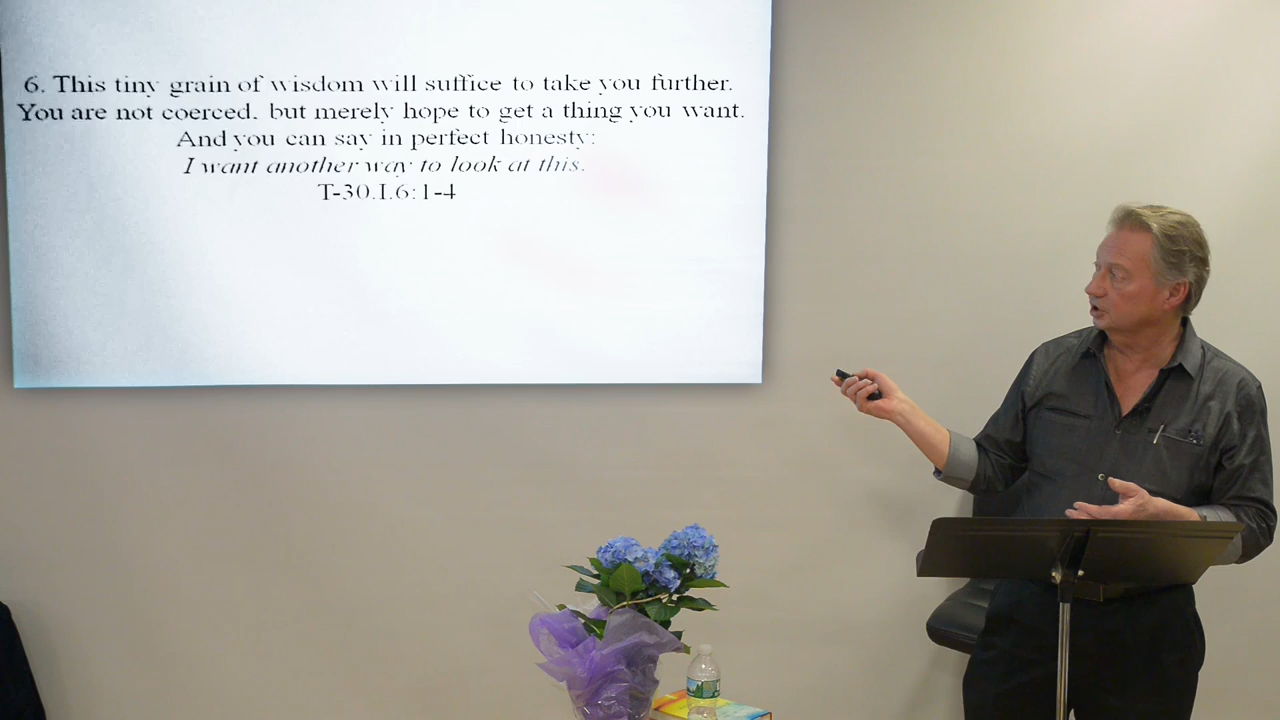 6. This tiny grain of wisdom will suffice to take you further.
You are not coerced, but merely hope to get a thing you want.
And you can say in perfect honesty:
I want another way to look at this.
T-30.I.6:1-4